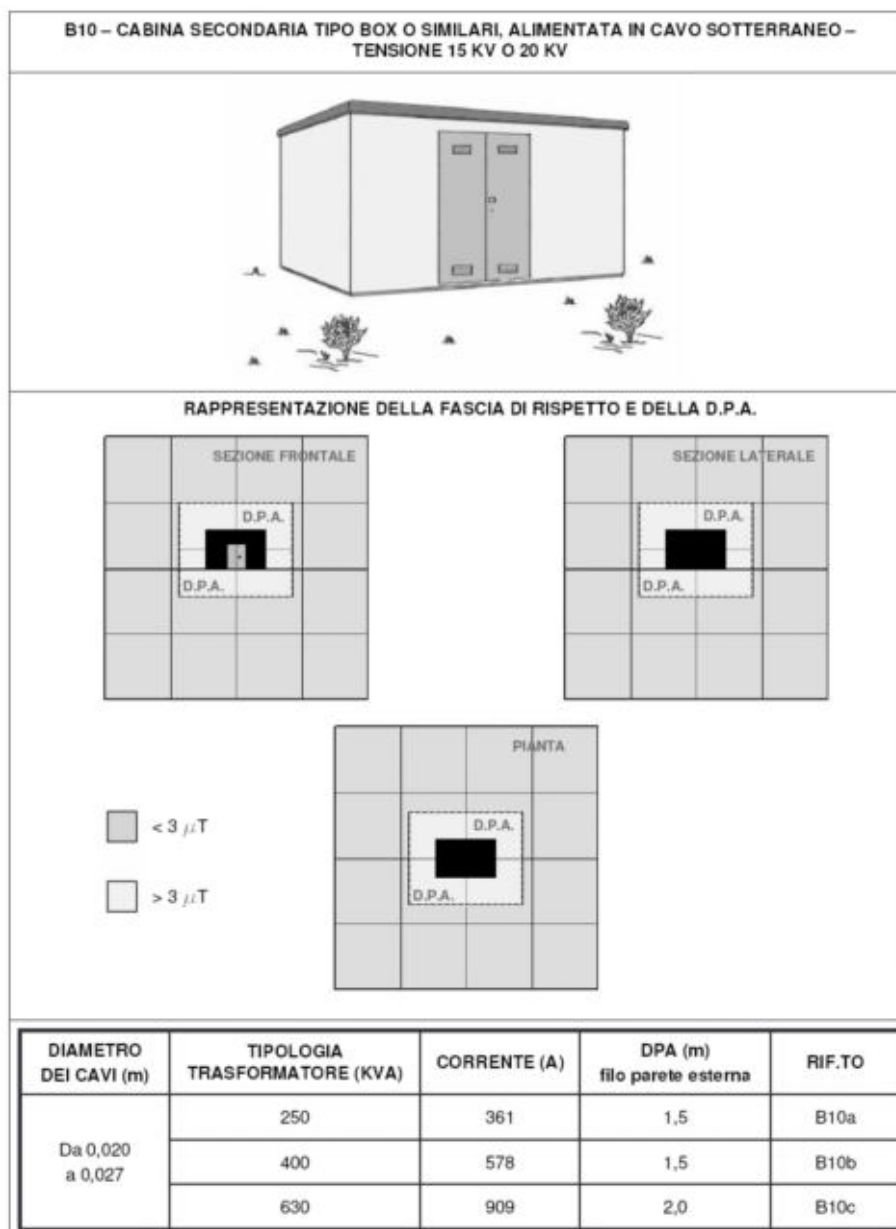 B10 – CABINA SECONDARIA TIPO BOX O SIMILARI, ALIMENTATA IN CAVO SOTTERRANEO –
TENSIONE 15 KV O 20 KV
RAPPRESENTAZIONE DELLA FASCIA DI RISPETTO E DELLA D.P.A.
SEZIONE FRONTALE
D.P.A.
D.P.A.
SEZIONE LATERALE
D.P.A.
D.P.A.
PIANTA
D.P.A.
D.P.A.
< 3 μT
> 3 μT
DIAMETRO
DEI CAVI (m)
TIPOLOGIA
TRASFORMATORE (KVA)
CORRENTE (A)
DPA (m)
filo parete esterna
RIF.TO
Da 0,020
a 0,027
250 361 1,5 B10a
400 578 1,5 B10b
630 909 2,0 B10c